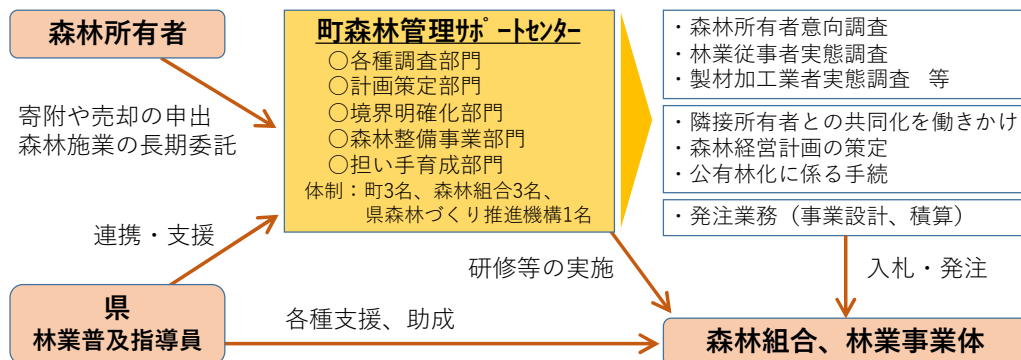 森林所有者
寄附や売却の申出
森林施業の長期委託
町森林管理ｻﾎﾟｰﾄセンター
〇各種調査部門
〇計画策定部門
〇境界明確化部門
〇森林整備事業部門
〇担い手育成部門
体制：町3名、森林組合3名、
県森林づくり推進機構1名
・森林所有者意向調査
・林業従事者実態調査
・製材加工業者実態調査　等
・隣接所有者との共同化を働きかけ
・森林経営計画の策定
・公有林化に係る手続
・発注業務（事業設計、積算）
連携・支援
研修等の実施
入札・発注
県
林業普及指導員
各種支援、助成
森林組合、林業事業体